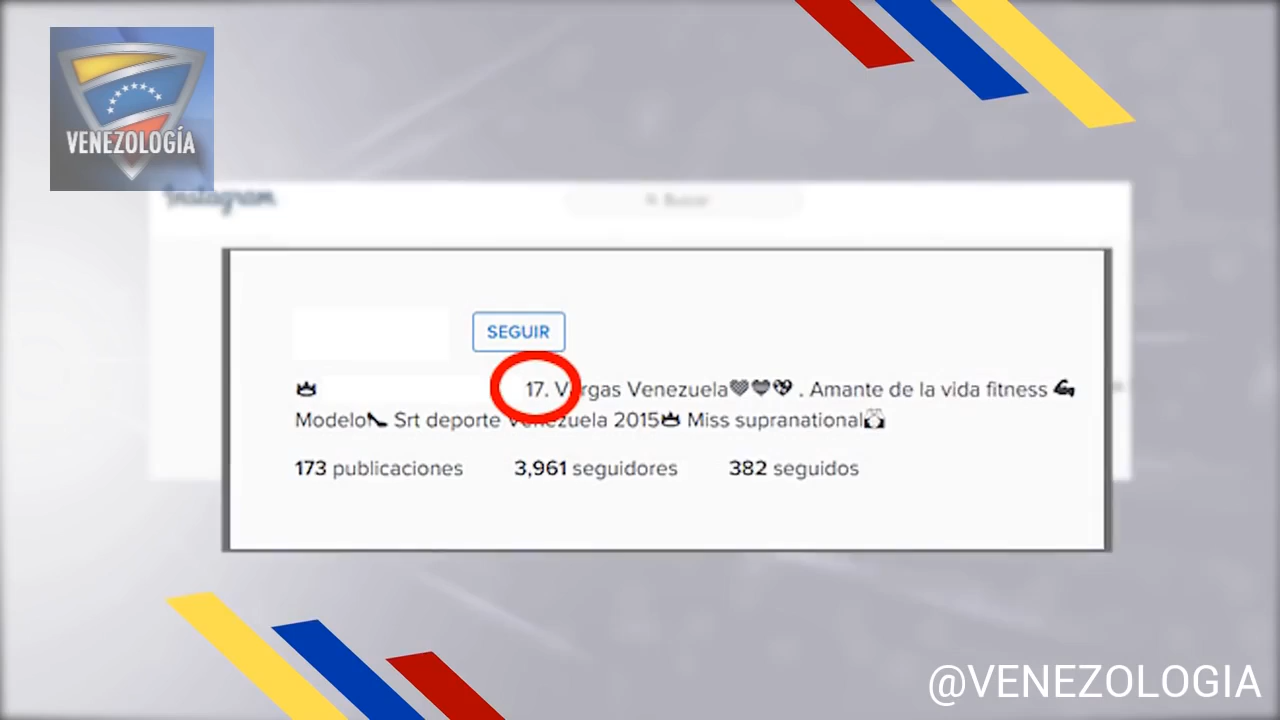 VENEZOLOGÍA
Instagram
Buscar
SEGUIR
17. Vargas Venezuela . Amante de la vida fitness
Modelo Srt deporte Venezuela 2015 Miss supranational
173 publicaciones 3,961 seguidores 382 seguidos
@VENEZOLOGIA